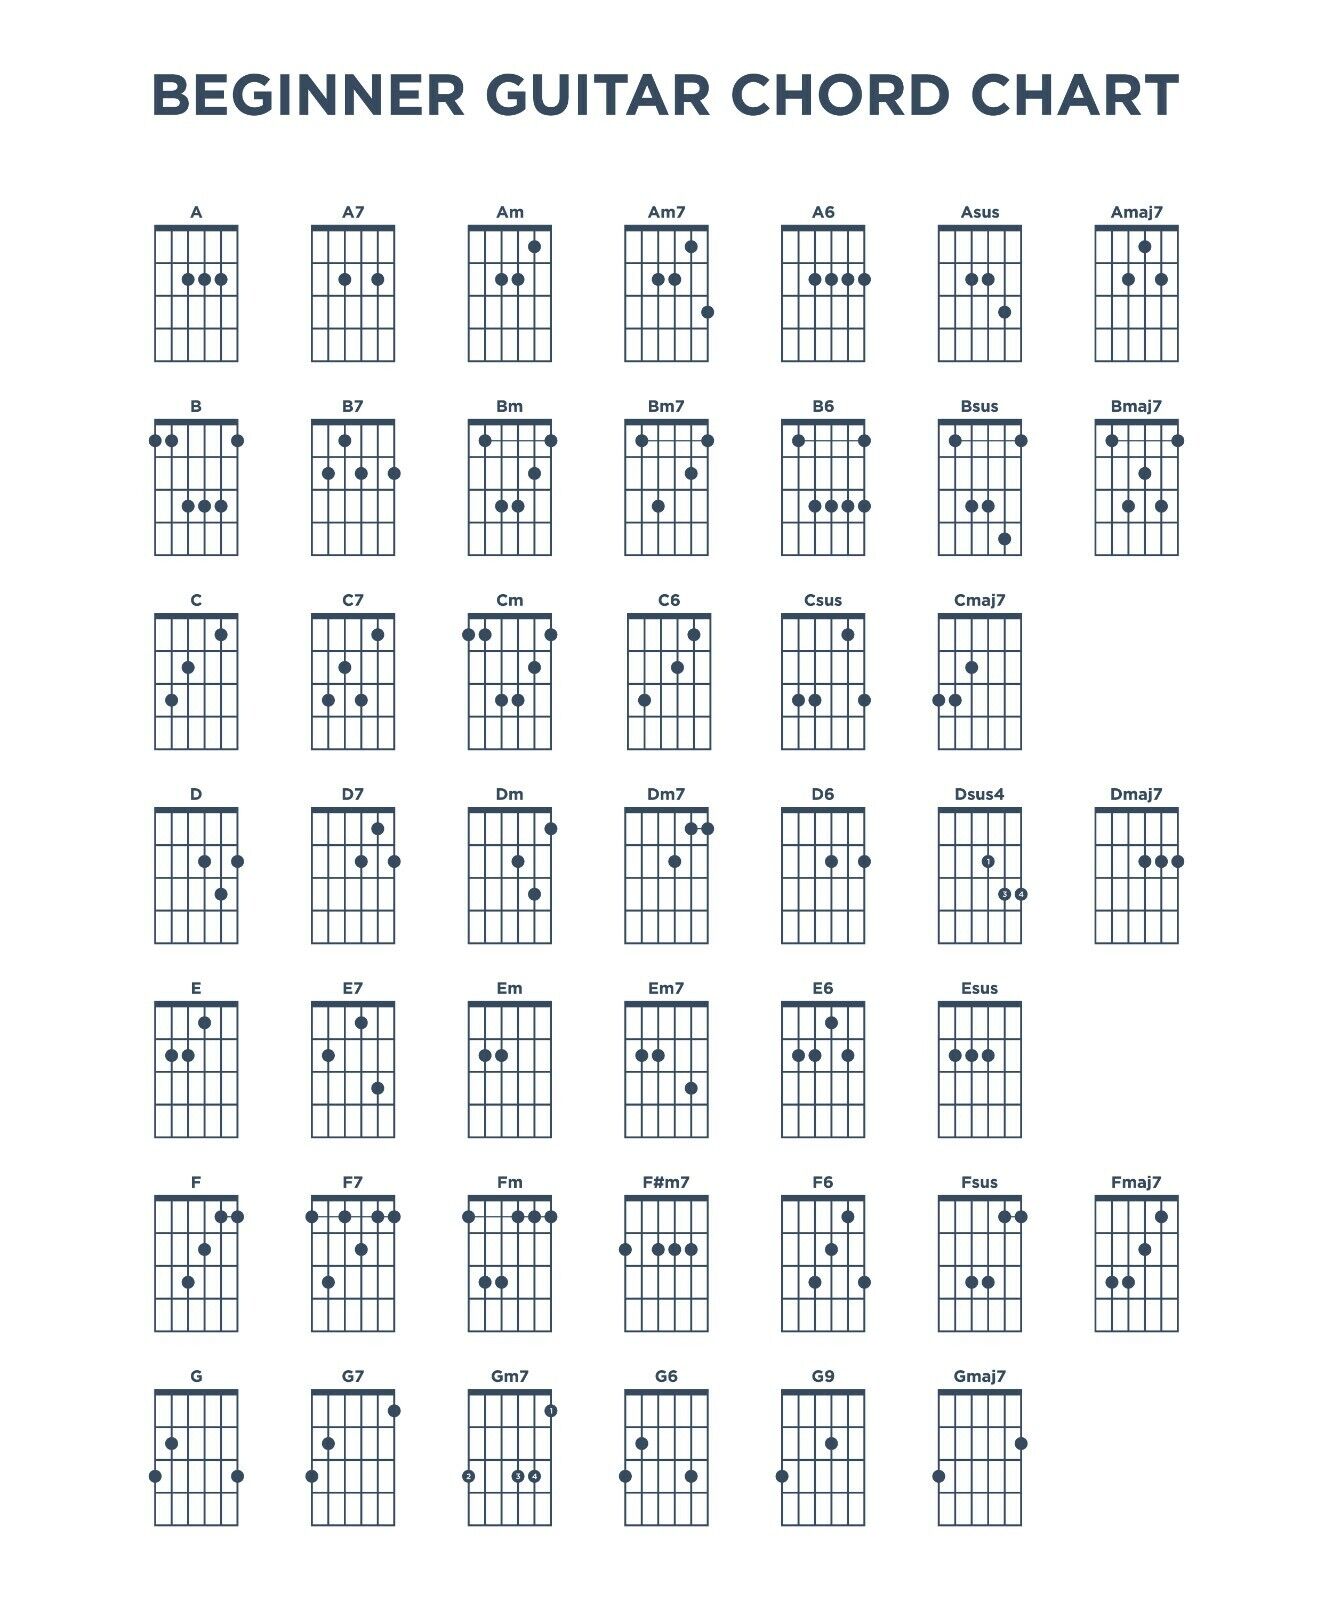 BEGINNER GUITAR CHORD CHART
A A7 Am Am7 A6 Asus Amaj7
B B7 Bm Bm7 B6 Bsus Bmaj7
C C7 Cm C6 Csus Cmaj7
D D7 Dm Dm7 D6 Dsus4 Dmaj7
1
3 4
E E7 Em Em7 E6 Esus
F F7 Fm F#m7 F6 Fsus Fmaj7
G G7 Gm7 G6 G9 Gmaj7
1
2 3 4